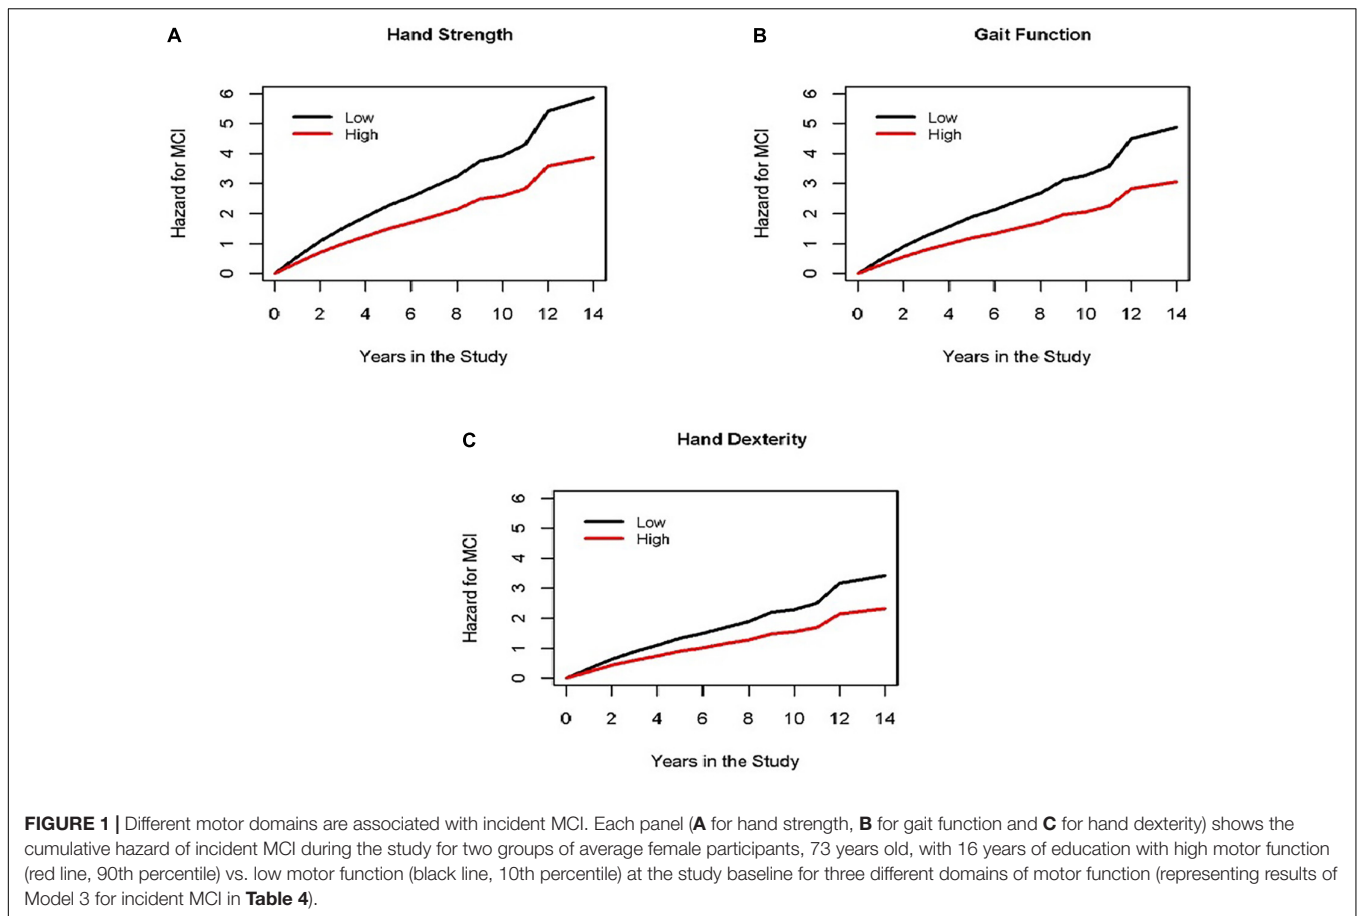 A
Hand Strength
6
5
4
3
2
1
0
Hazard for MCI
Low
High
0 2 4 6 8 10 12 14
Years in the Study
B
Gait Function
6
5
4
3
2
1
0
Hazard for MCI
Low
High
0 2 4 6 8 10 12 14
Years in the Study
C
Hand Dexterity
6
5
4
3
2
1
0
Hazard for MCI
Low
High
0 2 4 6 8 10 12 14
Years in the Study
FIGURE 1 | Different motor domains are associated with incident MCI. Each panel (A for hand strength, B for gait function and C for hand dexterity) shows the
cumulative hazard of incident MCI during the study for two groups of average female participants, 73 years old, with 16 years of education with high motor function
(red line, 90th percentile) vs. low motor function (black line, 10th percentile) at the study baseline for three different domains of motor function (representing results of
Model 3 for incident MCI in Table 4).